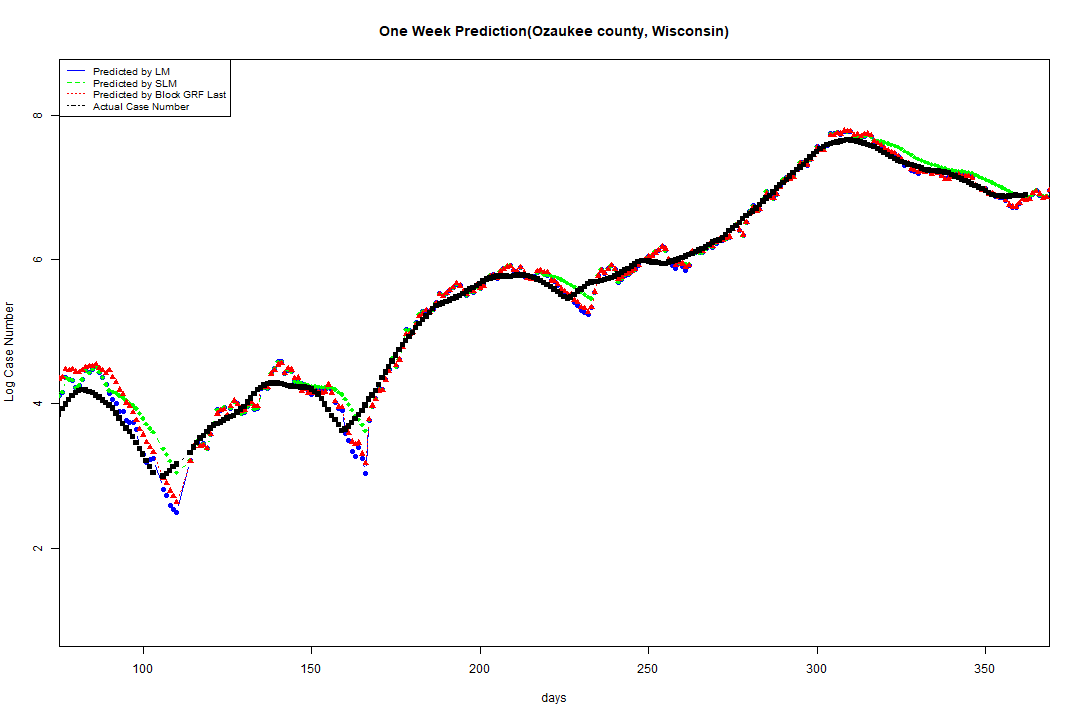 One Week Prediction(Ozaukee county, Wisconsin)
Predicted by LM
Predicted by SLM
Predicted by Block GRF Last
Actual Case Number
8
6
4
2
Log Case Number
100 150 200 250 300 350
days